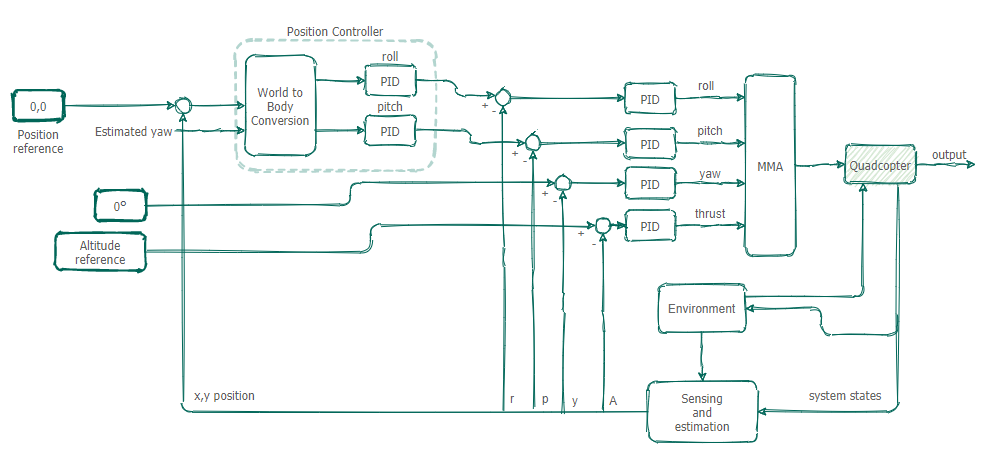 Position Controller
roll
PID
World to
Body
Conversion
pitch
PID
0,0
Position
reference
Estimated yaw
0°
Altitude
reference
+
-
+
-
+
-
+
-
PID
roll
PID
pitch
PID
yaw
PID
thrust
MMA
Quadcopter
output
Environment
Sensing
and
estimation
system states
x,y position
r
p
y
A